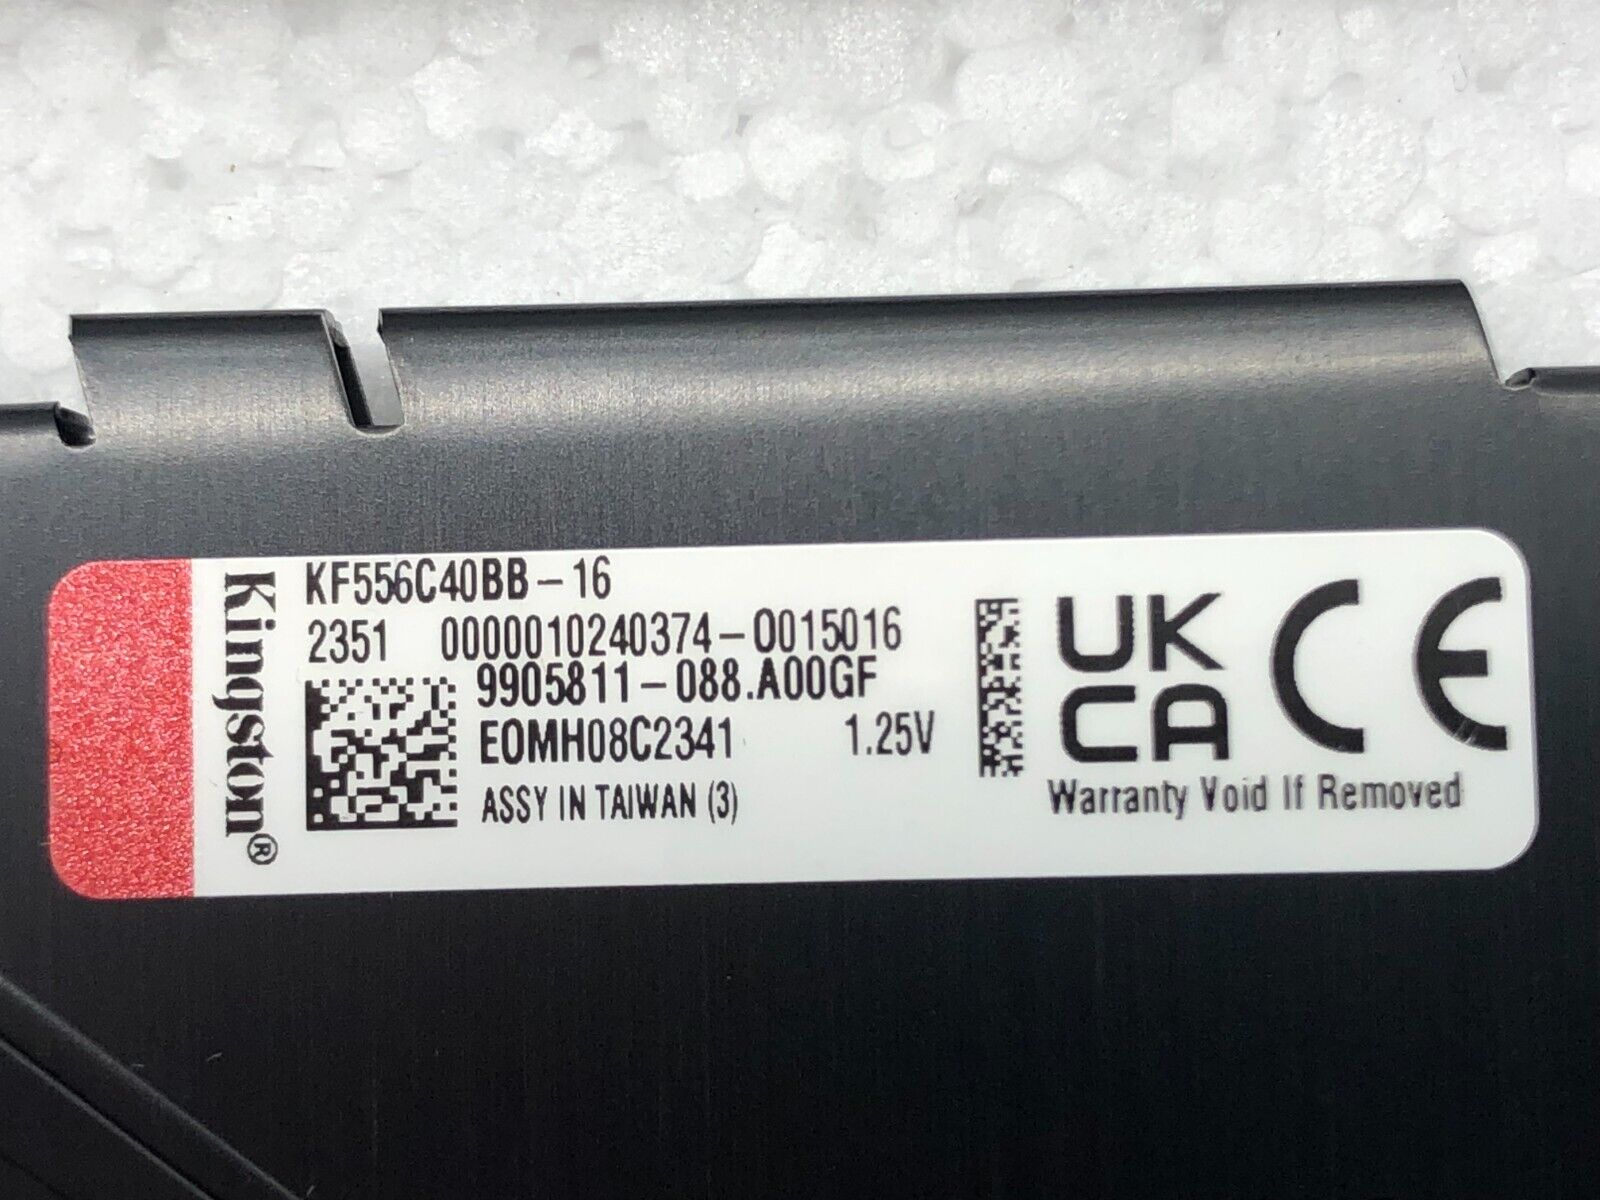 Kingston®
KF556C40BB-16
2351 0000010240374-0015016
9905811-088.A00GF
EOMH08C2341 1.25V
ASSY IN TAIWAN (3)
UK
CA
CE
Warranty Void If Removed